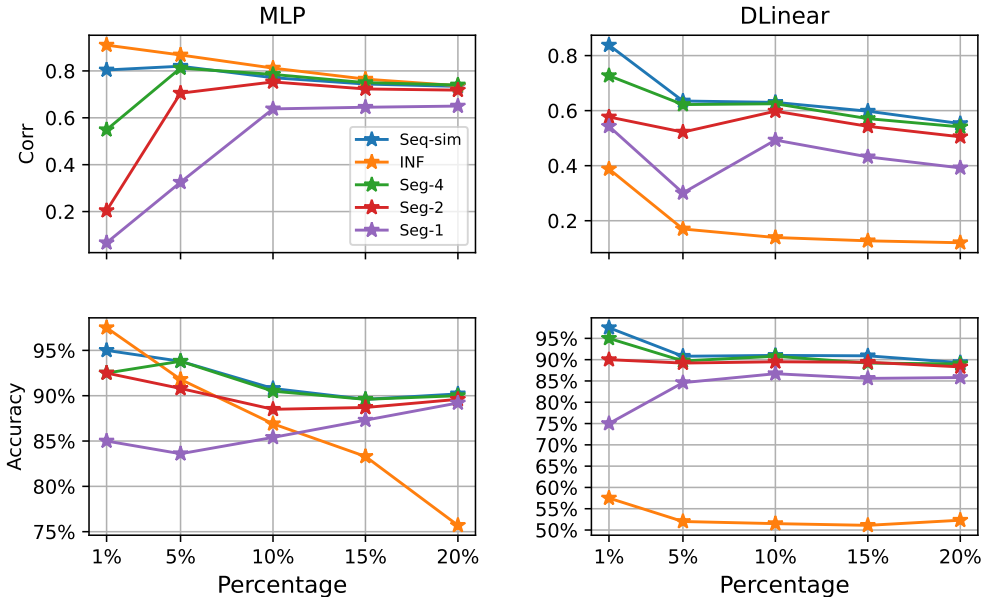 MLP
DLinear
Corr
0.8
0.6
0.4
0.2
Seq-sim
INF
Seg-4
Seg-2
Seg-1
0.8
0.6
0.4
0.2
Accuracy
95%
90%
85%
80%
75%
1% 5% 10% 15% 20%
Percentage
95%
90%
85%
80%
75%
70%
65%
60%
55%
50%
1% 5% 10% 15% 20%
Percentage